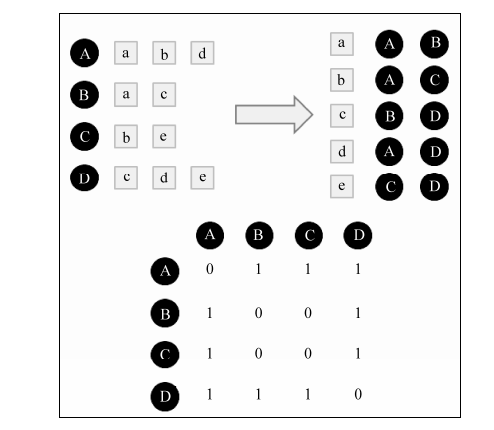 A a b d
B a c
C b e
D c d e
a A B
b A C
c B D
d A D
e C D
A B C D
A 0 1 1 1
B 1 0 0 1
C 1 0 0 1
D 1 1 1 0